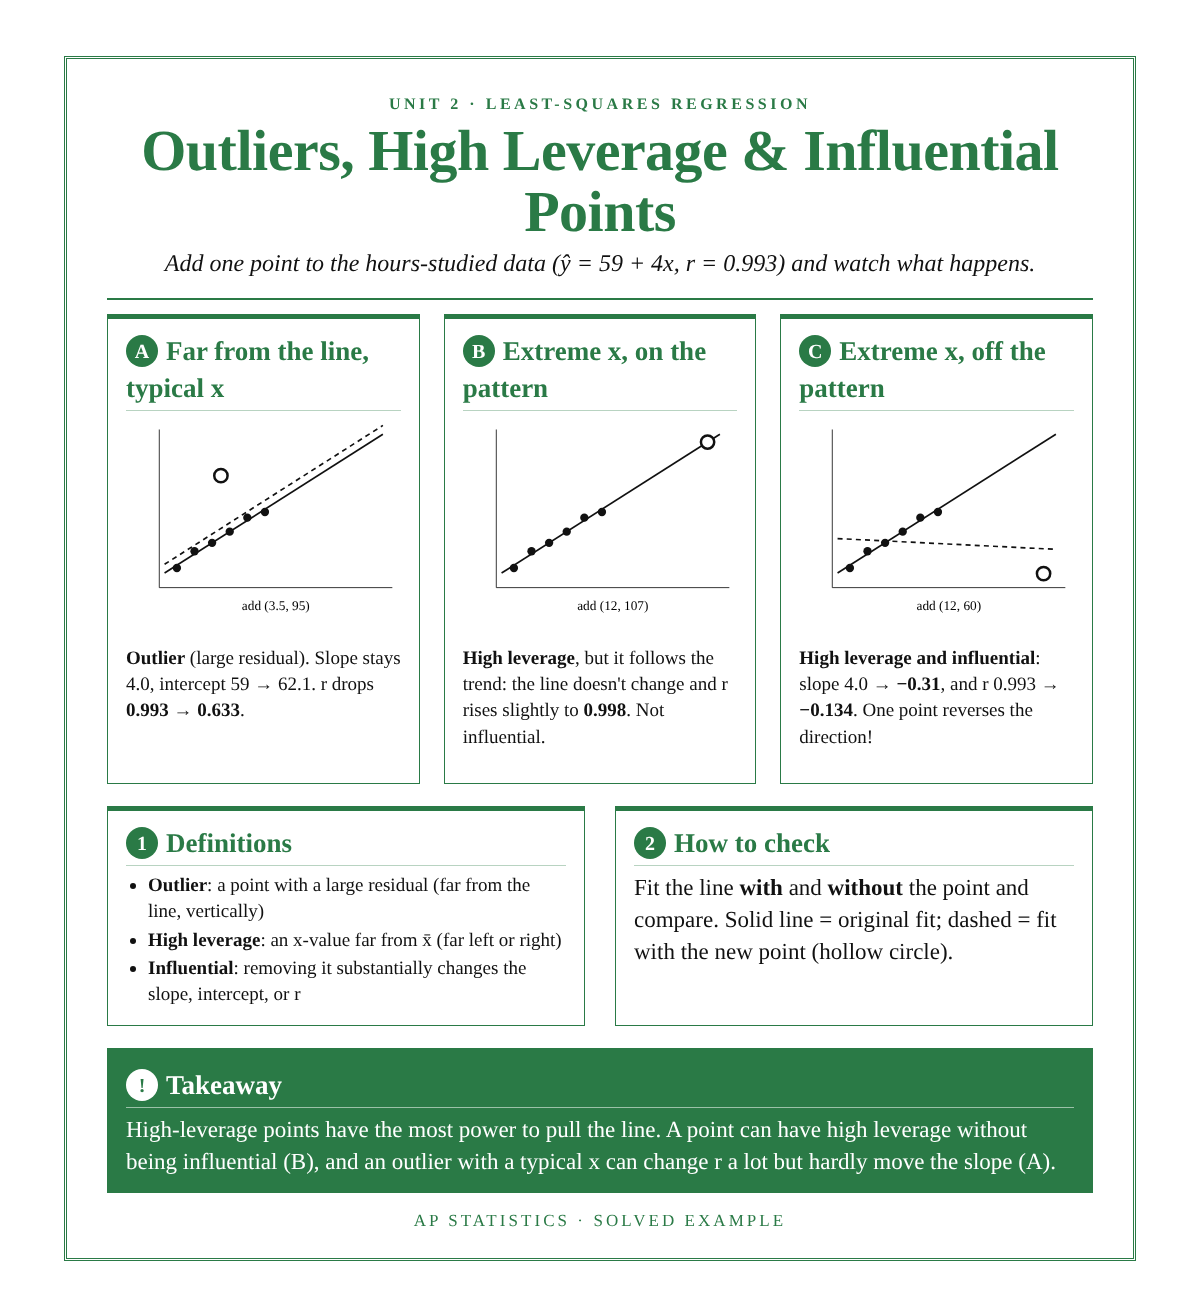 UNIT 2 · LEAST-SQUARES REGRESSION
Outliers, High Leverage & Influential
Points
Add one point to the hours-studied data (ŷ = 59 + 4x, r = 0.993) and watch what happens.
A Far from the line,
typical x
add (3.5, 95)
Outlier (large residual). Slope stays
4.0, intercept 59 → 62.1. r drops
0.993 → 0.633.
B Extreme x, on the
pattern
add (12, 107)
High leverage, but it follows the
trend: the line doesn't change and r
rises slightly to 0.998. Not
influential.
C Extreme x, off the
pattern
add (12, 60)
High leverage and influential:
slope 4.0 → −0.31, and r 0.993 →
−0.134. One point reverses the
direction!
1 Definitions
• Outlier: a point with a large residual (far from the
line, vertically)
• High leverage: an x-value far from x̄ (far left or right)
• Influential: removing it substantially changes the
slope, intercept, or r
2 How to check
Fit the line with and without the point and
compare. Solid line = original fit; dashed = fit
with the new point (hollow circle).
! Takeaway
High-leverage points have the most power to pull the line. A point can have high leverage without
being influential (B), and an outlier with a typical x can change r a lot but hardly move the slope (A).
AP STATISTICS · SOLVED EXAMPLE